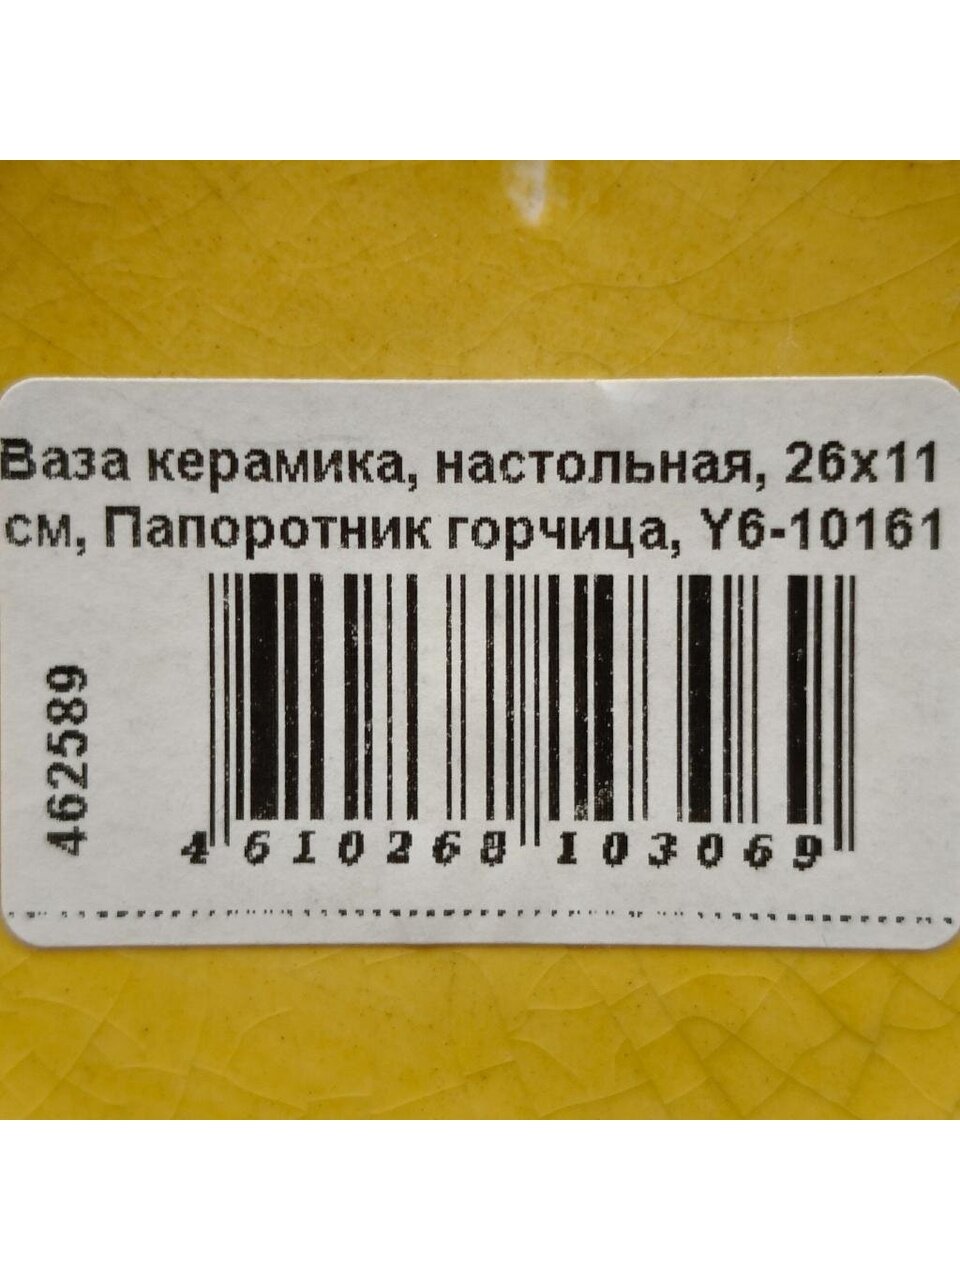 Ваза керамика, настольная, 26х11
см, Папоротник горчица, Y6-10161
462589
4 610268 103069